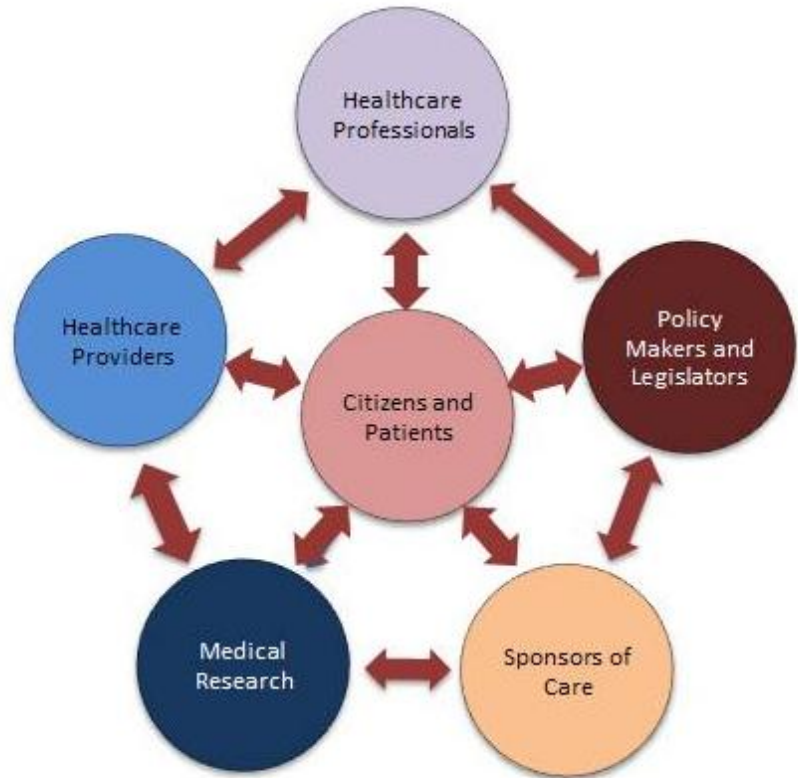 Healthcare
Professionals
Healthcare
Providers
Policy
Makers and
Legislators
Citizens and
Patients
Medical
Research
Sponsors of
Care